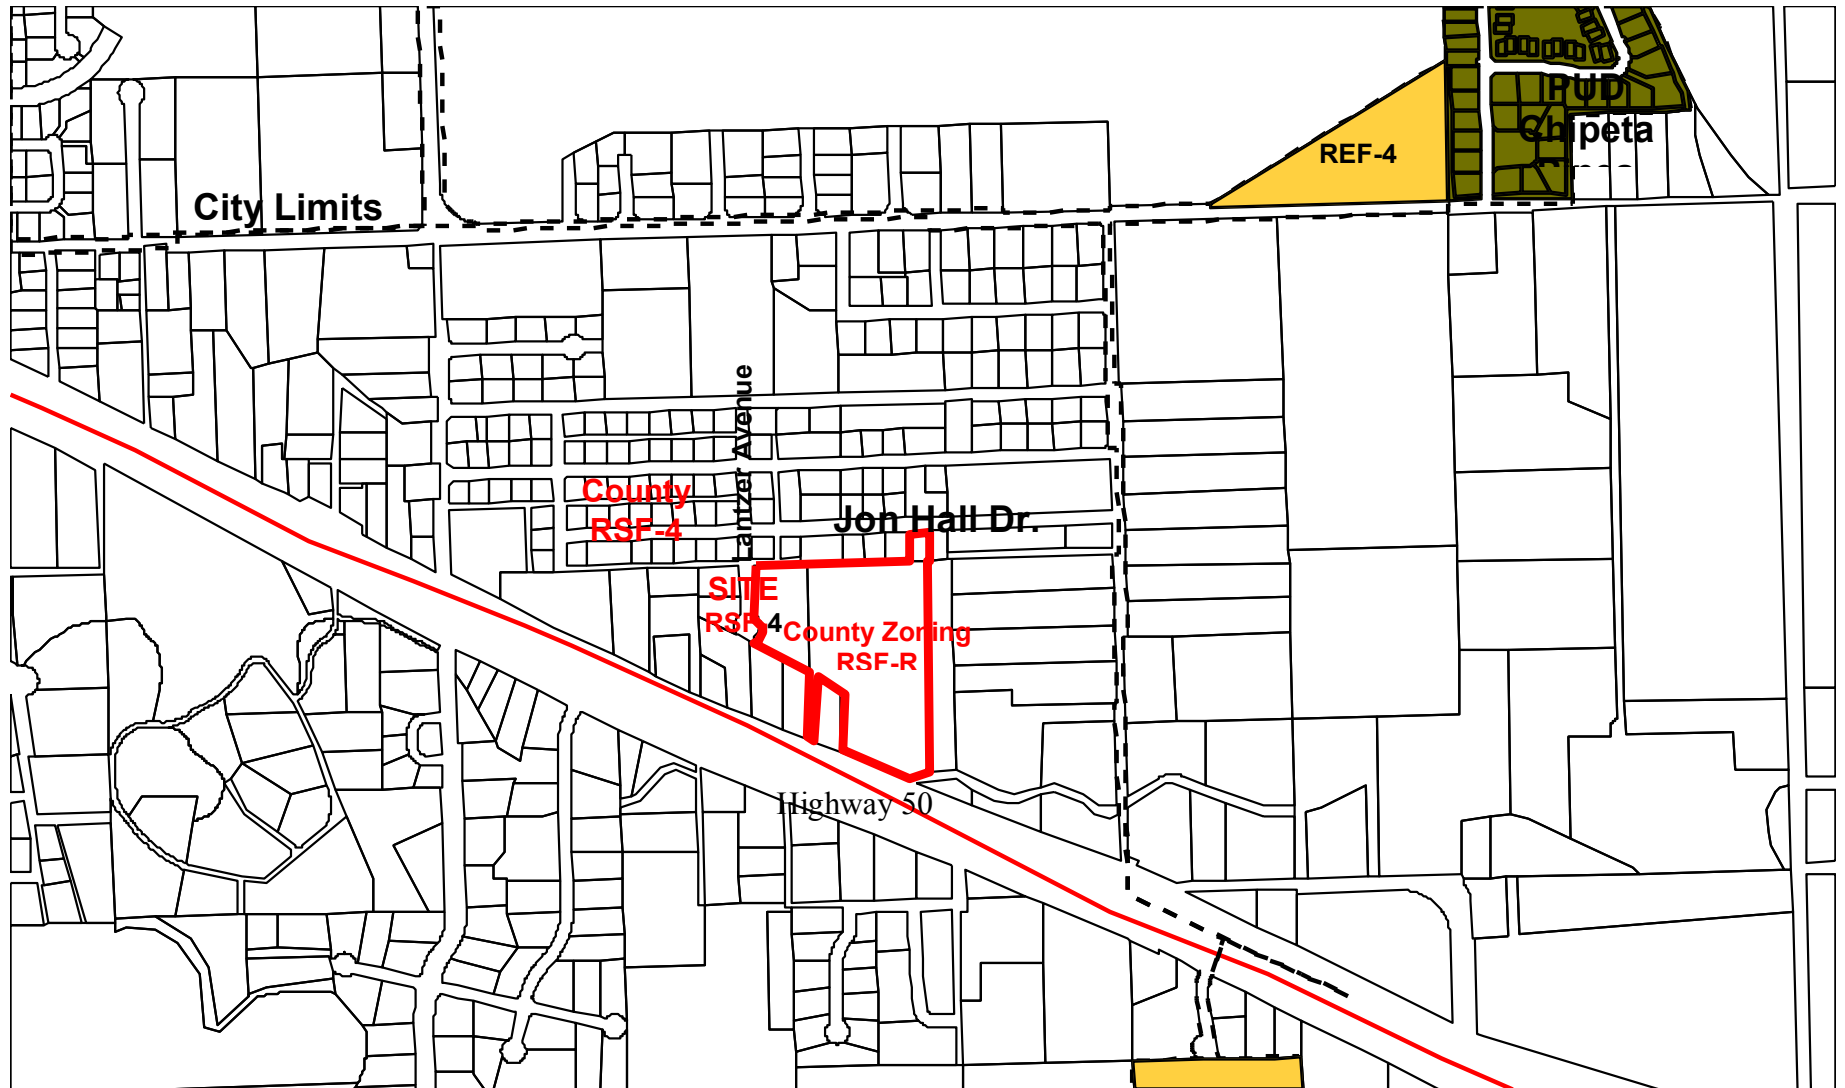 PUD
Chipeta
REF-4
City Limits
Lantzer Avenue
County
RSF-4
Jon Hall Dr.
SITE
RSF-4
County Zoning
RSF-R
Highway 50